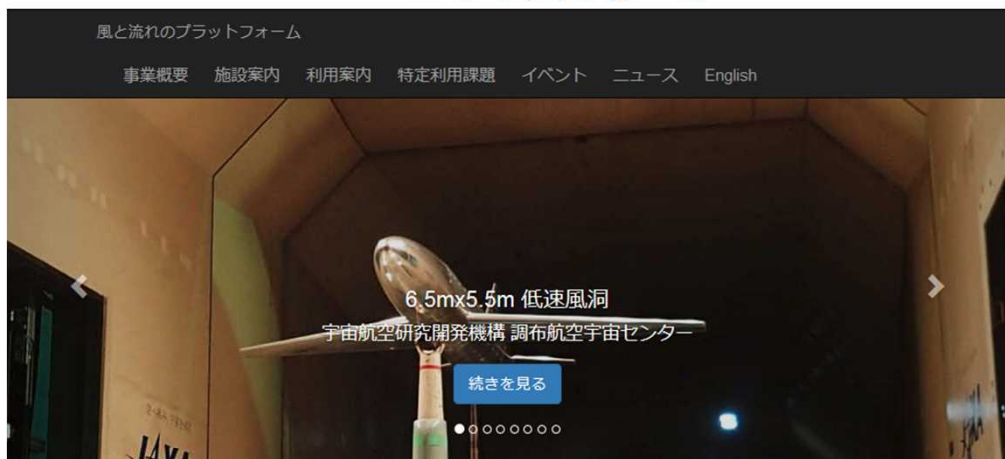 風と流れのプラットフォーム
事業概要 施設案内 利用案内 特定利用課題 イベント ニュース English
6.5mx5.5m 低速風洞
宇宙航空研究開発機構 調布航空宇宙センター
続きを見る
JAXA